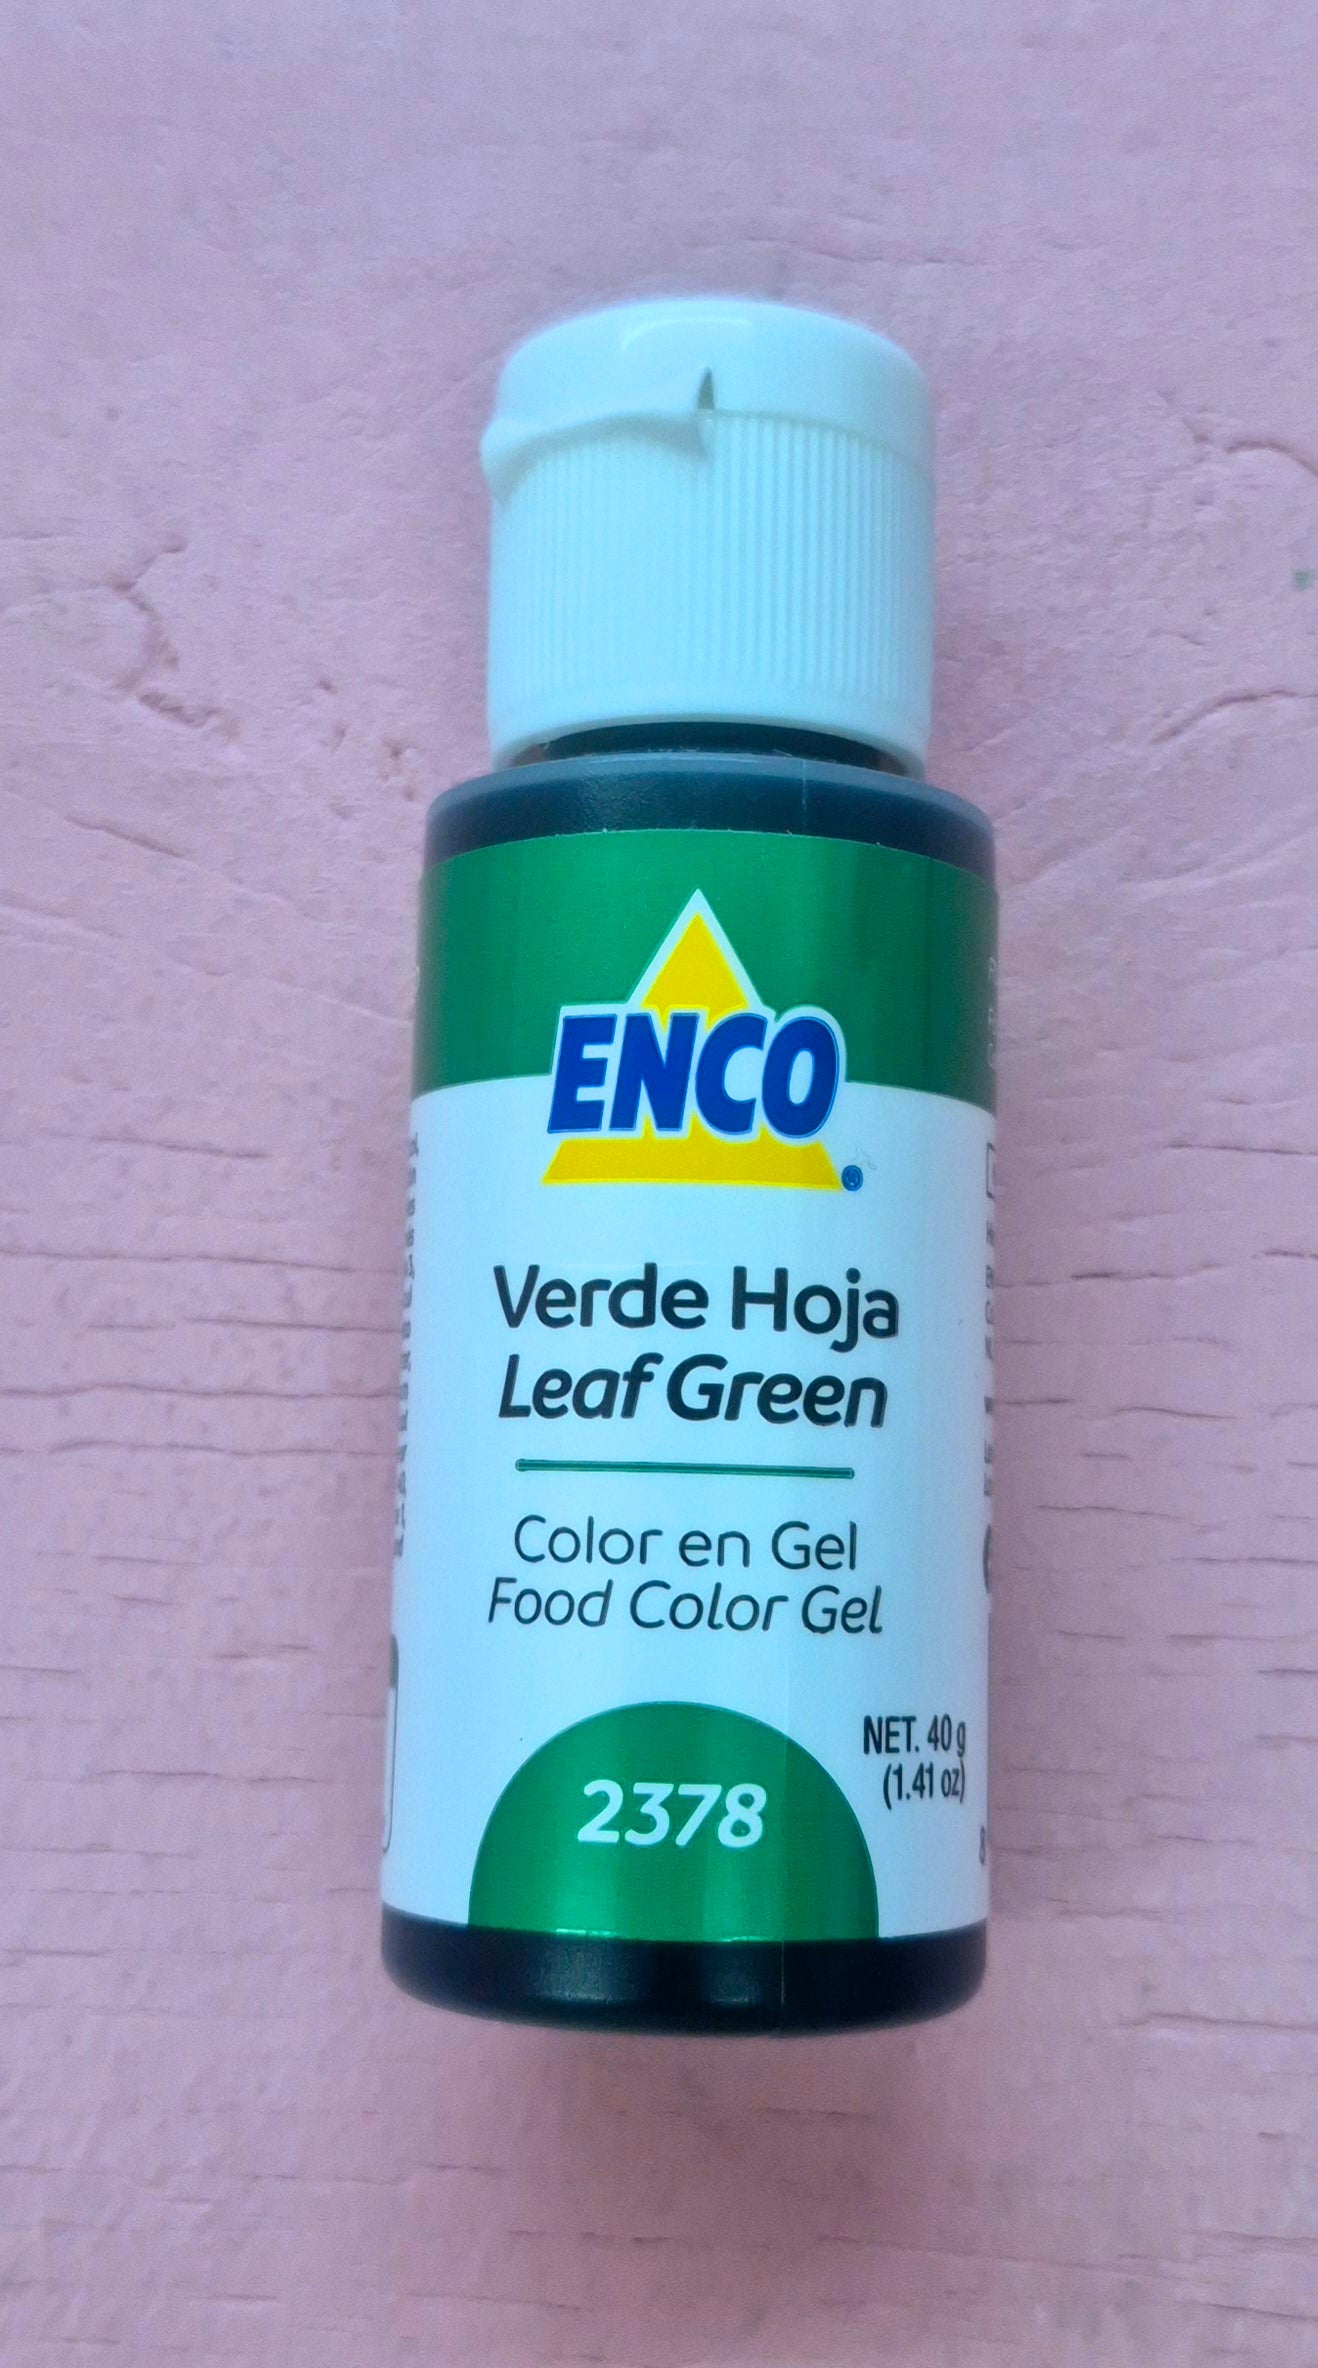 ENCO
Verde Hoja
Leaf Green
Color en Gel
Food Color Gel
NET. 40 g
(1.41 oz)
2378